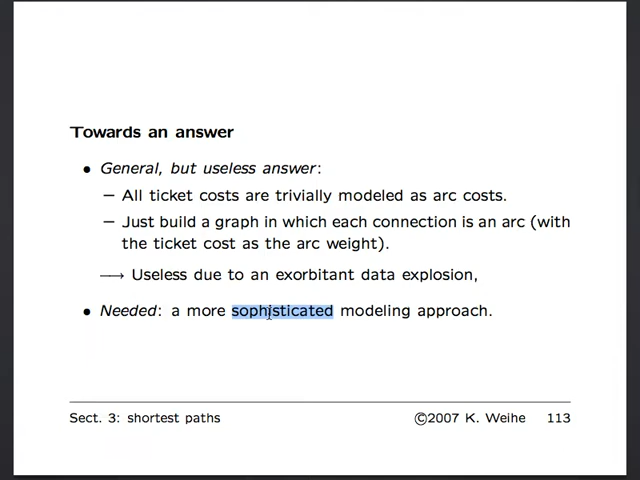 Towards an answer
• General, but useless answer:
– All ticket costs are trivially modeled as arc costs.
– Just build a graph in which each connection is an arc (with
the ticket cost as the arc weight).
⟶ Useless due to an exorbitant data explosion,
• Needed: a more sophisticated modeling approach.
Sect. 3: shortest paths ©2007 K. Weihe 113